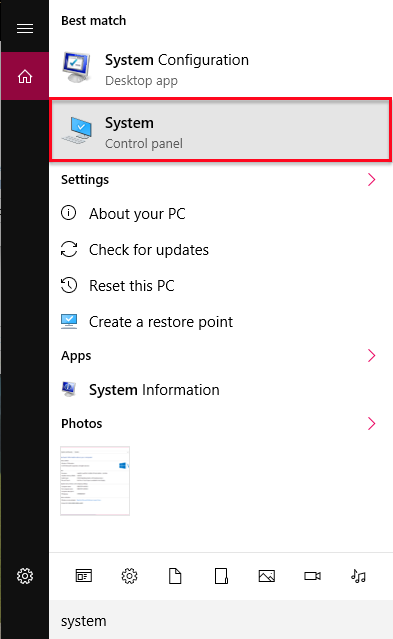 Best match
System Configuration
Desktop app
System
Control panel
Settings
About your PC
Check for updates
Reset this PC
Create a restore point
Apps
System Information
Photos
system